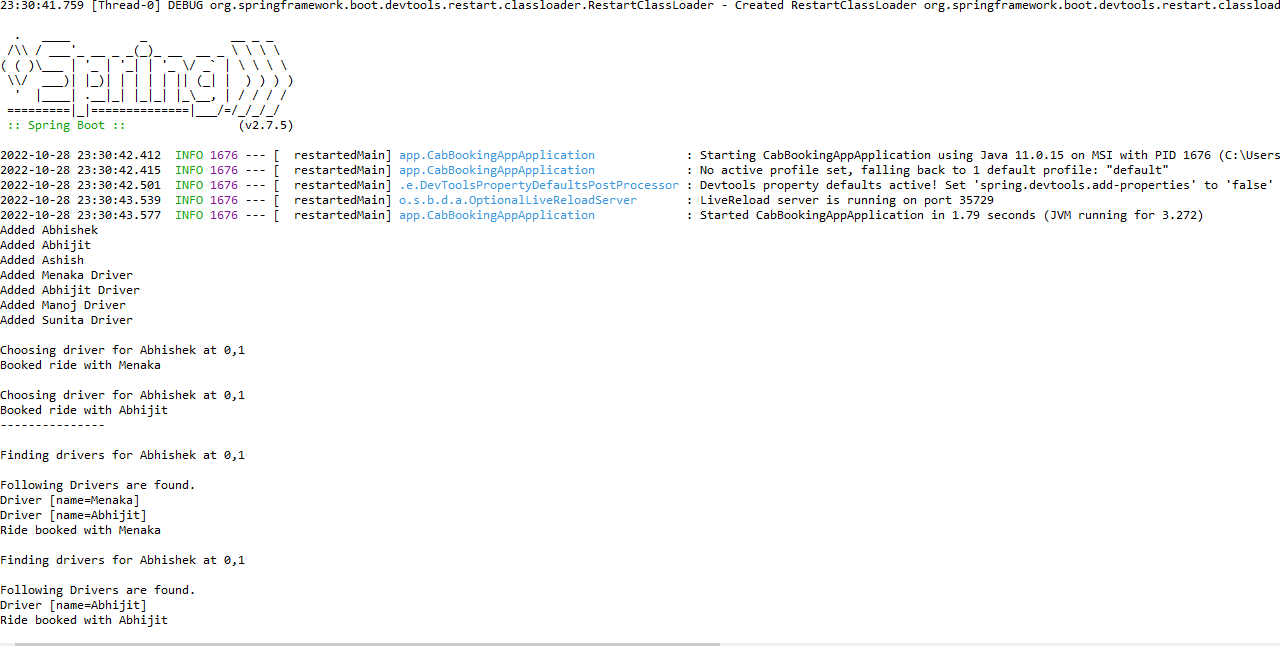 23:30:41.759 [Thread-0] DEBUG org.springframework.boot.devtools.restart.classloader.RestartClassLoader - Created RestartClassLoader org.springframework.boot.devtools.restart.classload
  .   ____          _            __ _ _
 /\\ / ___'_ __ _ _(_)_ __  __ _ \ \ \ \
( ( )\___ | '_ | '_| | '_ \/ _` | \ \ \ \
 \\/  ___)| |_)| | | | | || (_| |  ) ) ) )
  '  |____| .__|_| |_|_| |_\__, | / / / /
 =========|_|==============|___/=/_/_/_/
 :: Spring Boot ::                (v2.7.5)
2022-10-28 23:30:42.412  INFO 1676 --- [  restartedMain] app.CabBookingAppApplication             : Starting CabBookingAppApplication using Java 11.0.15 on MSI with PID 1676 (C:\Users
2022-10-28 23:30:42.415  INFO 1676 --- [  restartedMain] app.CabBookingAppApplication             : No active profile set, falling back to 1 default profile: "default"
2022-10-28 23:30:42.501  INFO 1676 --- [  restartedMain] .e.DevToolsPropertyDefaultsPostProcessor : Devtools property defaults active! Set 'spring.devtools.add-properties' to 'false'
2022-10-28 23:30:43.539  INFO 1676 --- [  restartedMain] o.s.b.d.a.OptionalLiveReloadServer       : LiveReload server is running on port 35729
2022-10-28 23:30:43.577  INFO 1676 --- [  restartedMain] app.CabBookingAppApplication             : Started CabBookingAppApplication in 1.79 seconds (JVM running for 3.272)
Added Abhishek
Added Abhijit
Added Ashish
Added Menaka Driver
Added Abhijit Driver
Added Manoj Driver
Added Sunita Driver
Choosing driver for Abhishek at 0,1
Booked ride with Menaka
Choosing driver for Abhishek at 0,1
Booked ride with Abhijit
---------------
Finding drivers for Abhishek at 0,1
Following Drivers are found.
Driver [name=Menaka]
Driver [name=Abhijit]
Ride booked with Menaka
Finding drivers for Abhishek at 0,1
Following Drivers are found.
Driver [name=Abhijit]
Ride booked with Abhijit